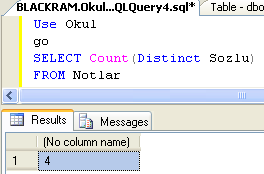 BLACKRAM.Okul...QLQuery4.sql*
Table - dbo
Use Okul
go
SELECT Count(Distinct Sozlu)
FROM Notlar
Results
Messages
(No column name)
1
4